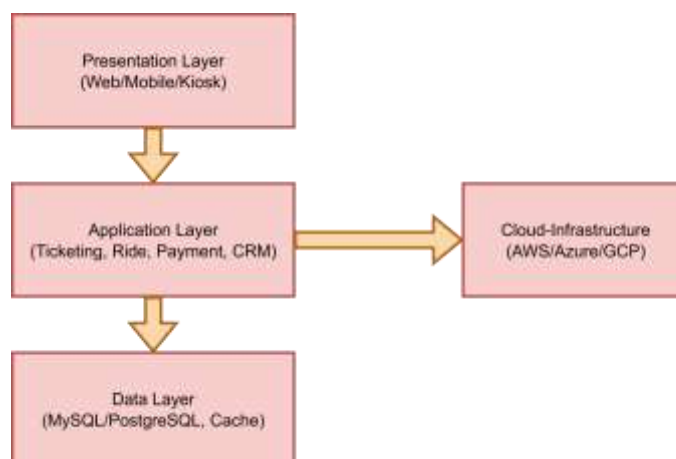 Presentation Layer
(Web/Mobile/Kiosk)
Application Layer
(Ticketing, Ride, Payment, CRM)
Cloud-Infrastructure
(AWS/Azure/GCP)
Data Layer
(MySQL/PostgreSQL, Cache)